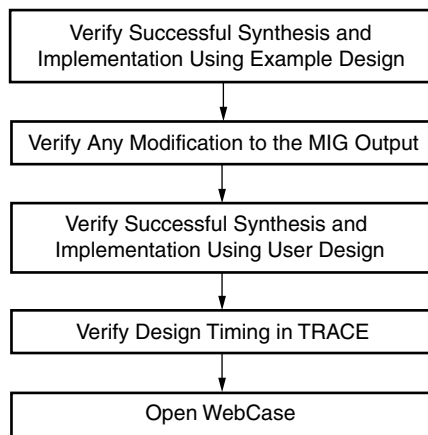 Verify Successful Synthesis and
Implementation Using Example Design
Verify Any Modification to the MIG Output
Verify Successful Synthesis and
Implementation Using User Design
Verify Design Timing in TRACE
Open WebCase